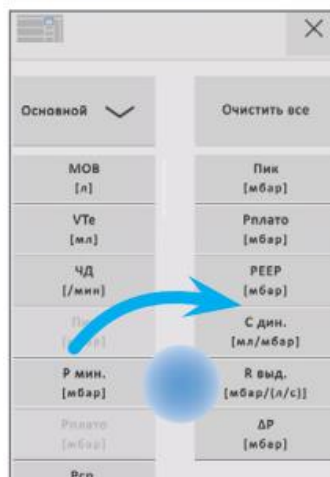 Основной
Очистить все
МОВ
[л]
VTe
[мл]
ЧД
[/мин]
P мин.
[мбар]
Pплато
[мбар]
Pср
Пик
[мбар]
Pплато
[мбар]
PEEP
[мбар]
C дин.
[мл/мбар]
R выд.
[мбар/(л/с)]
ΔP
[мбар]